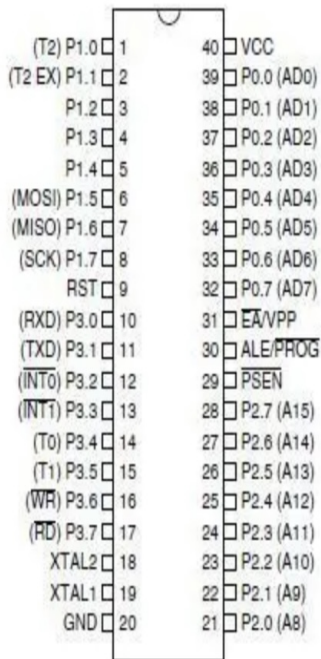 (T2) P1.0 1 40 VCC
(T2 EX) P1.1 2 39 P0.0 (AD0)
P1.2 3 38 P0.1 (AD1)
P1.3 4 37 P0.2 (AD2)
P1.4 5 36 P0.3 (AD3)
(MOSI) P1.5 6 35 P0.4 (AD4)
(MISO) P1.6 7 34 P0.5 (AD5)
(SCK) P1.7 8 33 P0.6 (AD6)
RST 9 32 P0.7 (AD7)
(RXD) P3.0 10 31 E̅A̅/VPP
(TXD) P3.1 11 30 ALE/P̅R̅O̅G̅
(I̅N̅T̅0̅) P3.2 12 29 P̅S̅E̅N̅
(I̅N̅T̅1̅) P3.3 13 28 P2.7 (A15)
(T0) P3.4 14 27 P2.6 (A14)
(T1) P3.5 15 26 P2.5 (A13)
(W̅R̅) P3.6 16 25 P2.4 (A12)
(R̅D̅) P3.7 17 24 P2.3 (A11)
XTAL2 18 23 P2.2 (A10)
XTAL1 19 22 P2.1 (A9)
GND 20 21 P2.0 (A8)